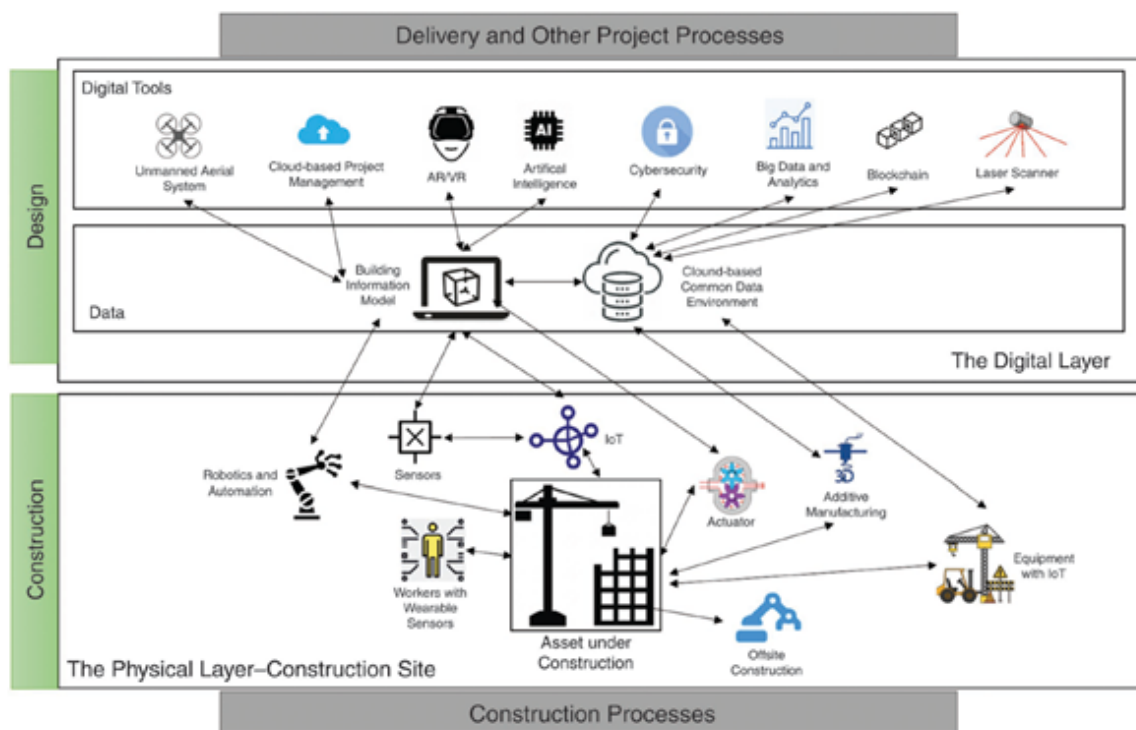 Delivery and Other Project Processes
Design
Digital Tools
Unmanned Aerial
System
Cloud-based Project
Management
AR/VR
AI
Artifical
Intelligence
Cybersecurity
Big Data and
Analytics
Blockchain
Laser Scanner
Building
Information
Model
Clound-based
Common Data
Environment
Data
The Digital Layer
Construction
Robotics and
Automation
Sensors
IoT
Workers with
Wearable
Sensors
Asset under
Construction
Actuator
3D
Additive
Manufacturing
Equipment
with IoT
Offsite
Construction
The Physical Layer–Construction Site
Construction Processes